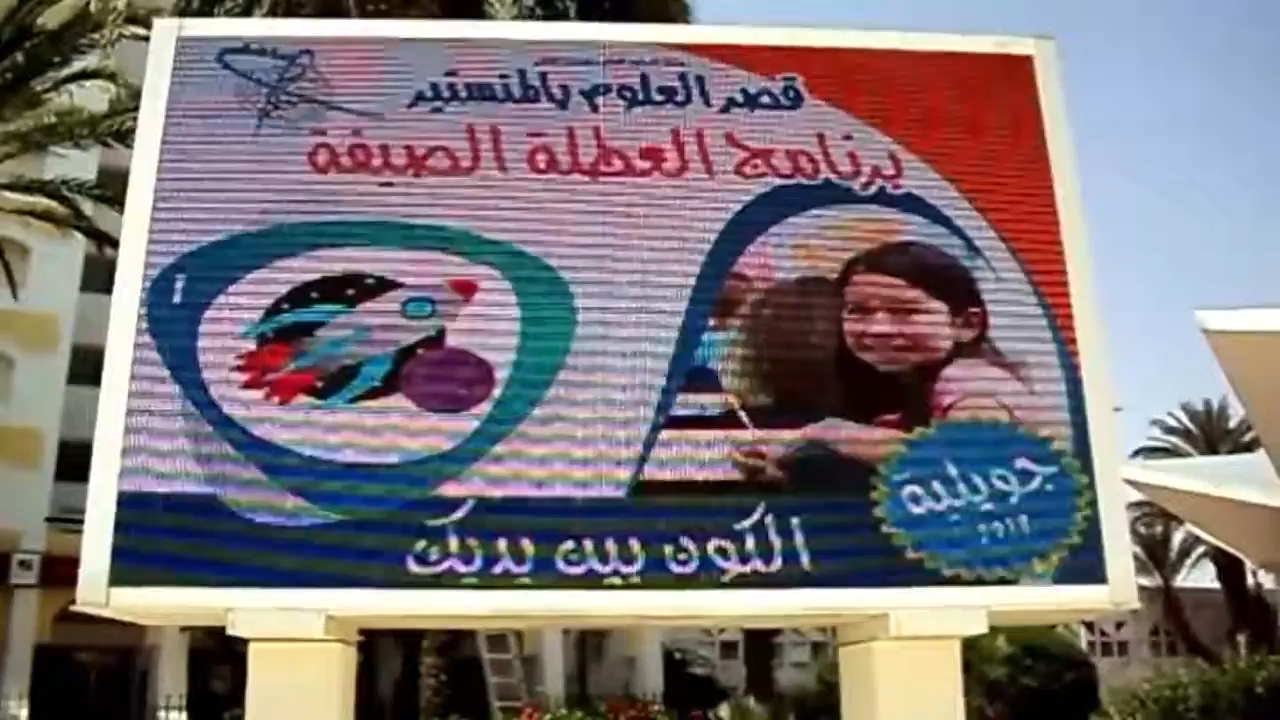 قصر العلوم بالمنستير
برنامج العطلة الصيفة
جويلية
الكون بين يديك